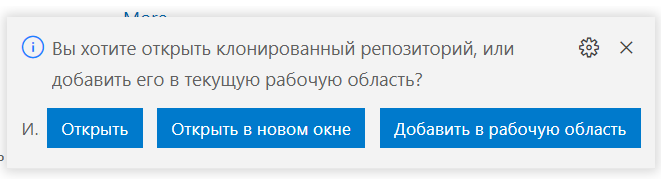 More
Вы хотите открыть клонированный репозиторий, или
добавить его в текущую рабочую область?
И. Открыть Открыть в новом окне Добавить в рабочую область